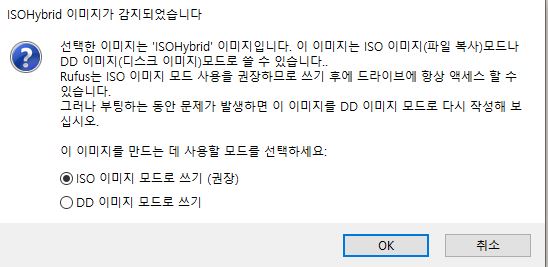 ISOHybrid 이미지가 감지되었습니다
선택한 이미지는 'ISOHybrid' 이미지입니다. 이 이미지는 ISO 이미지(파일 복사)모드나
DD 이미지(디스크 이미지)모드로 쓸 수 있습니다..
Rufus는 ISO 이미지 모드 사용을 권장하므로 쓰기 후에 드라이브에 항상 액세스 할 수
있습니다.
그러나 부팅하는 동안 문제가 발생하면 이 이미지를 DD 이미지 모드로 다시 작성해 보
십시오.
이 이미지를 만드는 데 사용할 모드를 선택하세요:
ISO 이미지 모드로 쓰기 (권장)
DD 이미지 모드로 쓰기
OK
취소